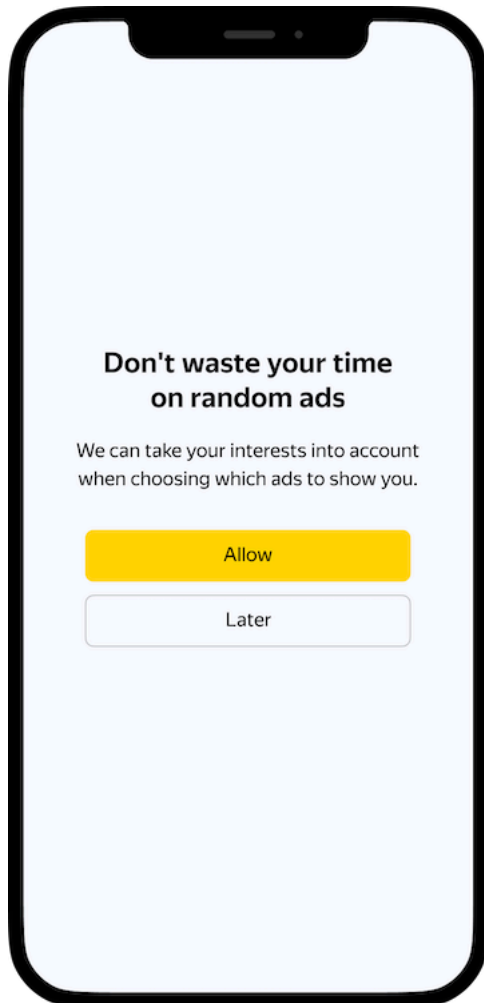 Don't waste your time
on random ads
We can take your interests into account
when choosing which ads to show you.
Allow
Later